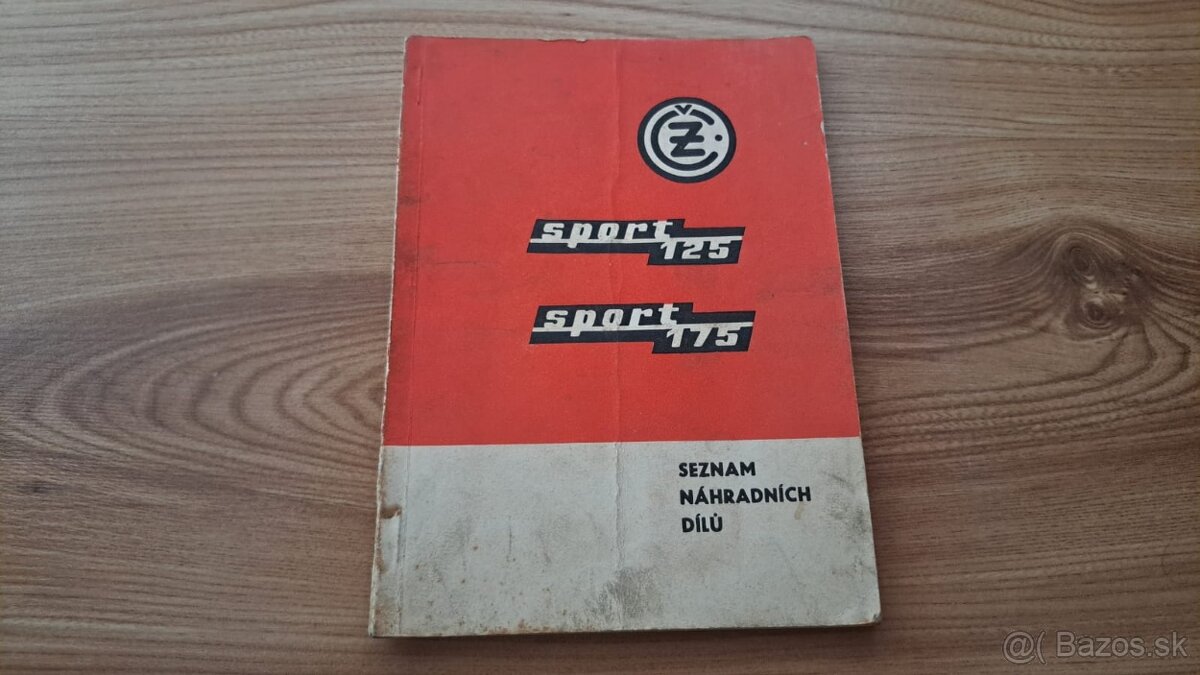 ČZ
sport
125
sport
175
SEZNAM
NÁHRADNÍCH
DÍLŮ
@( Bazos.sk